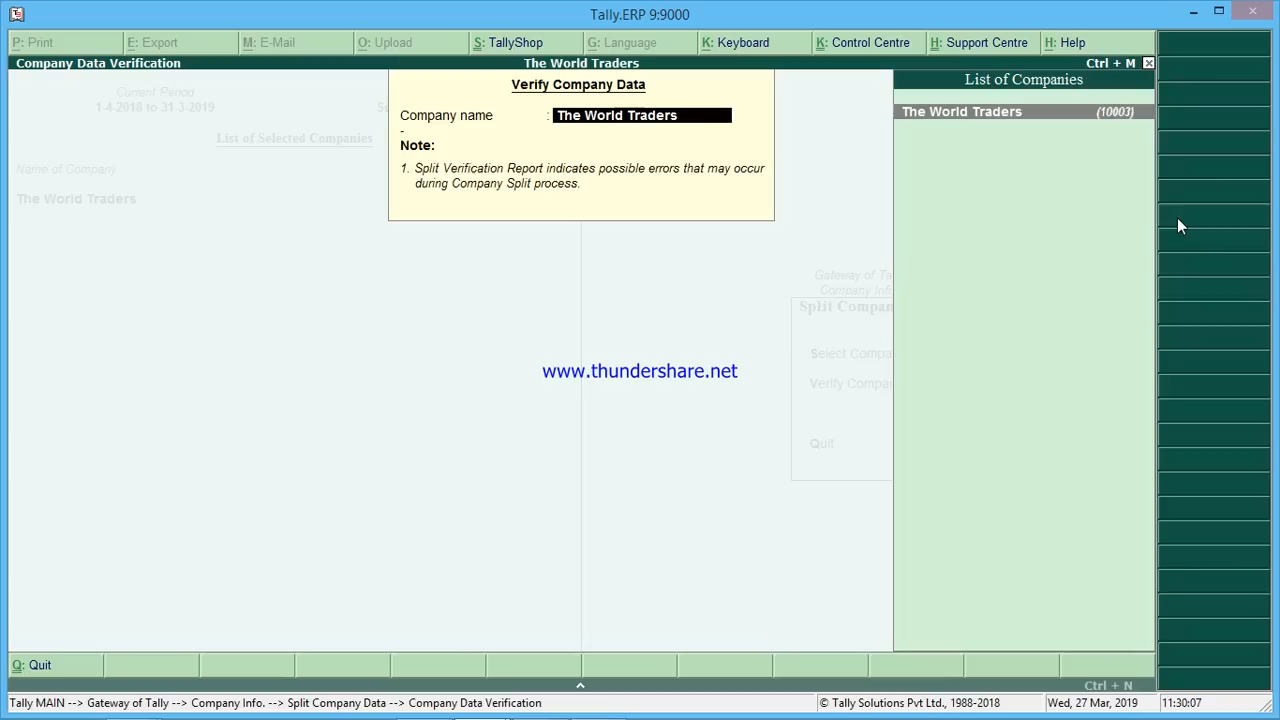 Tally.ERP 9:9000
P: Print
E: Export
M: E-Mail
O: Upload
S: TallyShop
G: Language
K: Keyboard
K: Control Centre
H: Support Centre
H: Help
Company Data Verification
The World Traders
Ctrl + M
Current Period
1-4-2018 to 31-3-2019
List of Selected Companies
Name of Company
The World Traders
Verify Company Data
Company name : The World Traders
-
Note:
1. Split Verification Report indicates possible errors that may occur
during Company Split process.
List of Companies
The World Traders (10003)
Gateway of Ta
Company Info
Split Compan
Select Compa
Verify Compan
Quit
www.thundershare.net
Q: Quit
Ctrl + N
Tally MAIN --> Gateway of Tally --> Company Info. --> Split Company Data --> Company Data Verification
© Tally Solutions Pvt Ltd., 1988-2018
Wed, 27 Mar, 2019
11:30:07